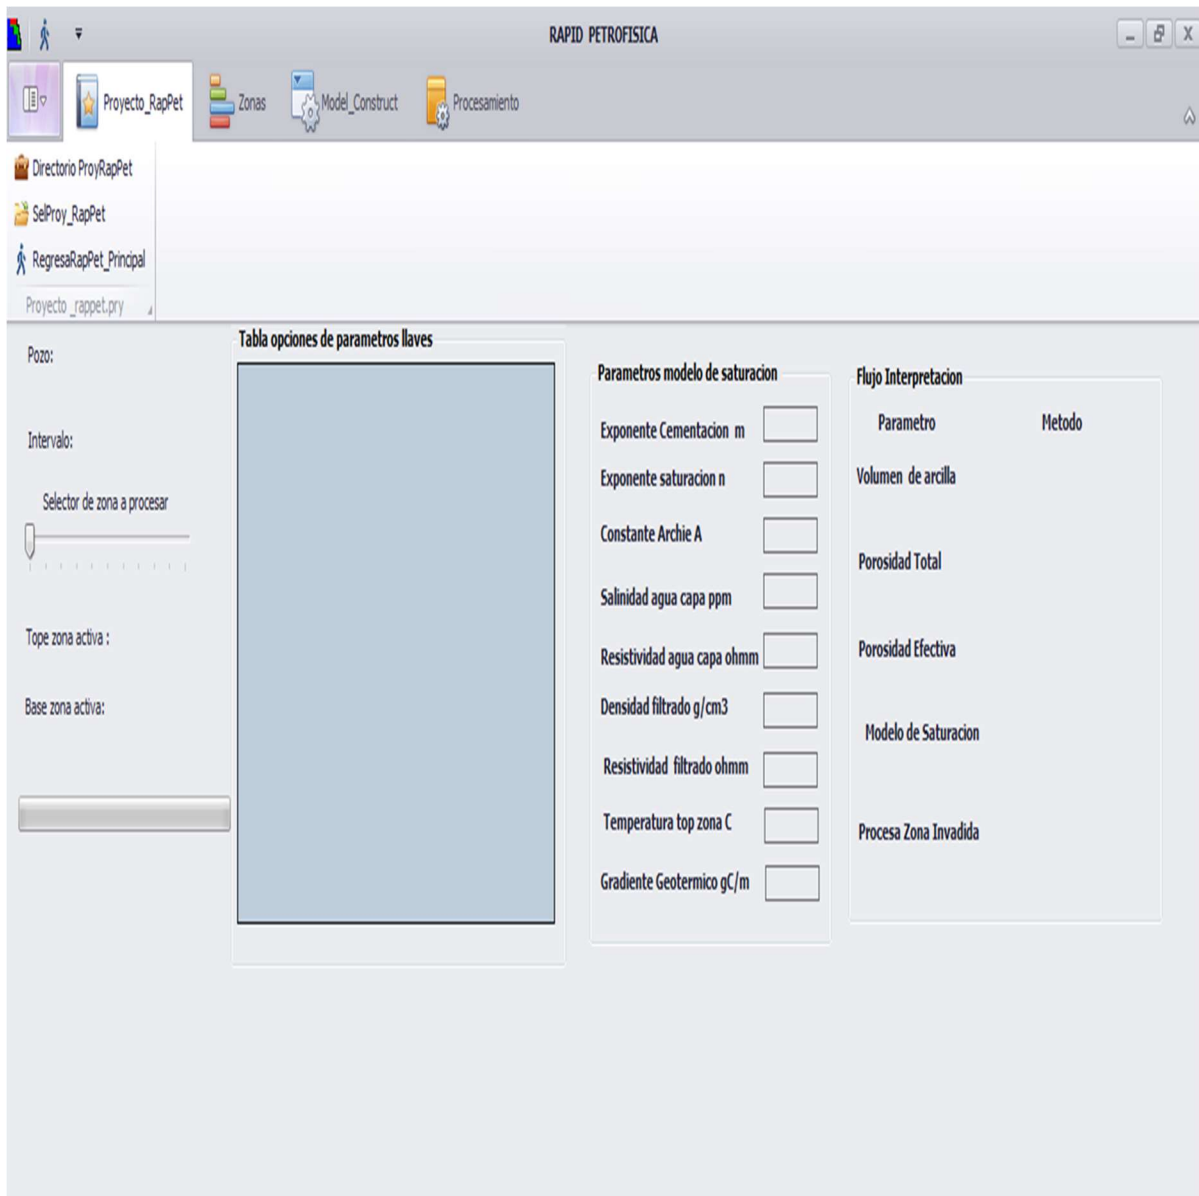 RAPID PETROFISICA
Proyecto_RapPet
Zonas
Model_Construct
Procesamiento
Directorio ProyRapPet
SelProy_RapPet
RegresaRapPet_Principal
Proyecto _rappet.pry
Pozo:
Intervalo:
Selector de zona a procesar
Tope zona activa :
Base zona activa:
Tabla opciones de parametros llaves
Parametros modelo de saturacion
Exponente Cementacion m
Exponente saturacion n
Constante Archie A
Salinidad agua capa ppm
Resistividad agua capa ohmm
Densidad filtrado g/cm3
Resistividad filtrado ohmm
Temperatura top zona C
Gradiente Geotermico gC/m
Flujo Interpretacion
Parametro Metodo
Volumen de arcilla
Porosidad Total
Porosidad Efectiva
Modelo de Saturacion
Procesa Zona Invadida